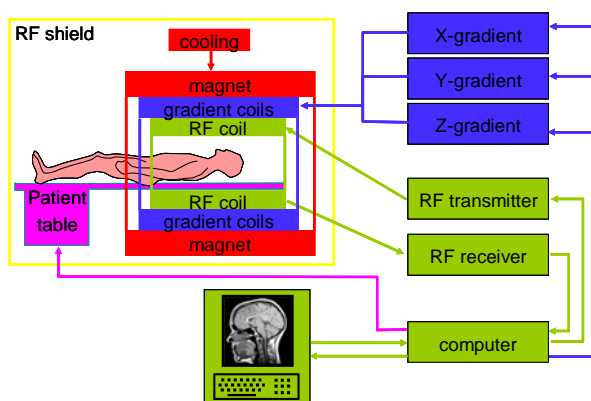 RF shield
cooling
magnet
gradient coils
RF coil
RF coil
gradient coils
magnet
Patient
table
X-gradient
Y-gradient
Z-gradient
RF transmitter
RF receiver
computer